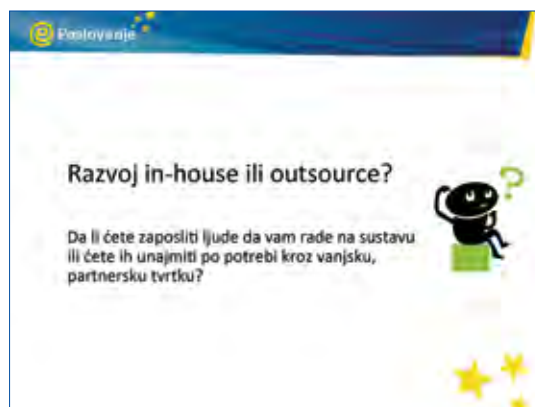 e Poslovanje
Razvoj in-house ili outsource?
Da li ćete zaposliti ljude da vam rade na sustavu
ili ćete ih unajmiti po potrebi kroz vanjsku,
partnersku tvrtku?
?